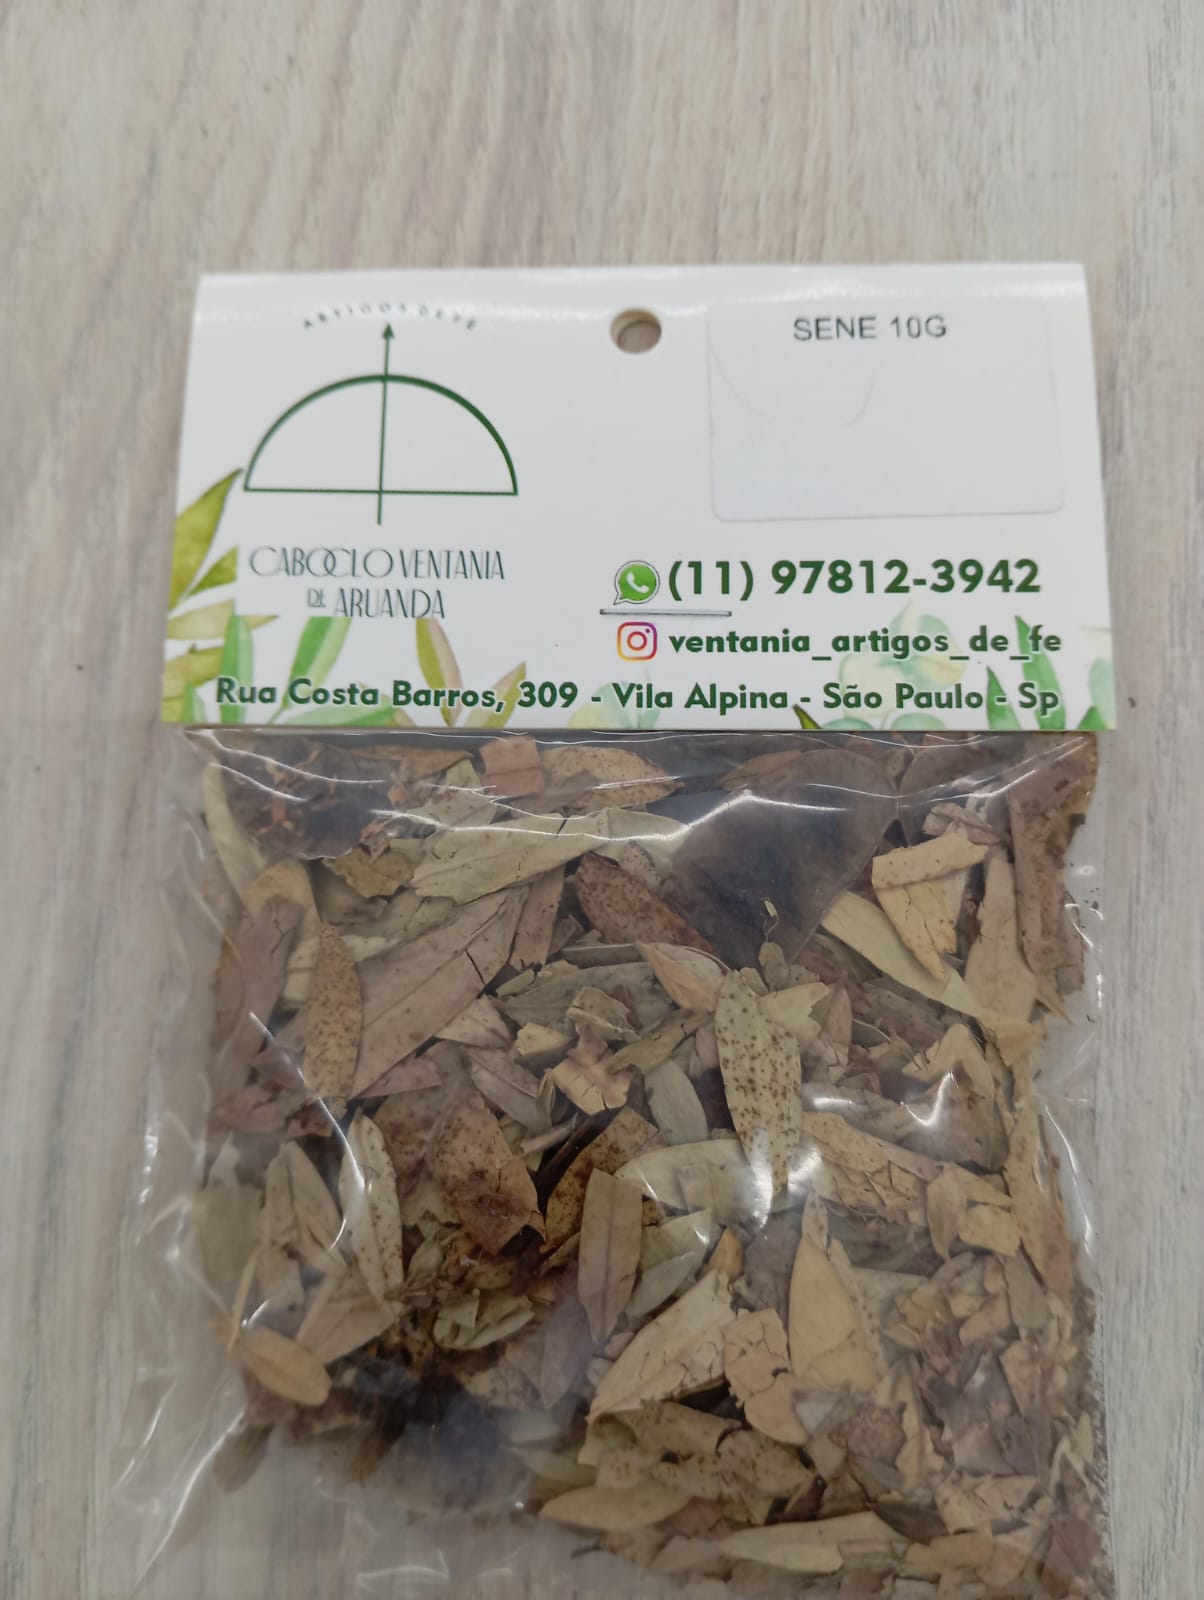 ARTIGOS DE FÉ
SENE 10G
CABOCLO VENTANIA
DE ARUANDA
(11) 97812-3942
ventania_artigos_de_fe
Rua Costa Barros, 309 - Vila Alpina - São Paulo - Sp